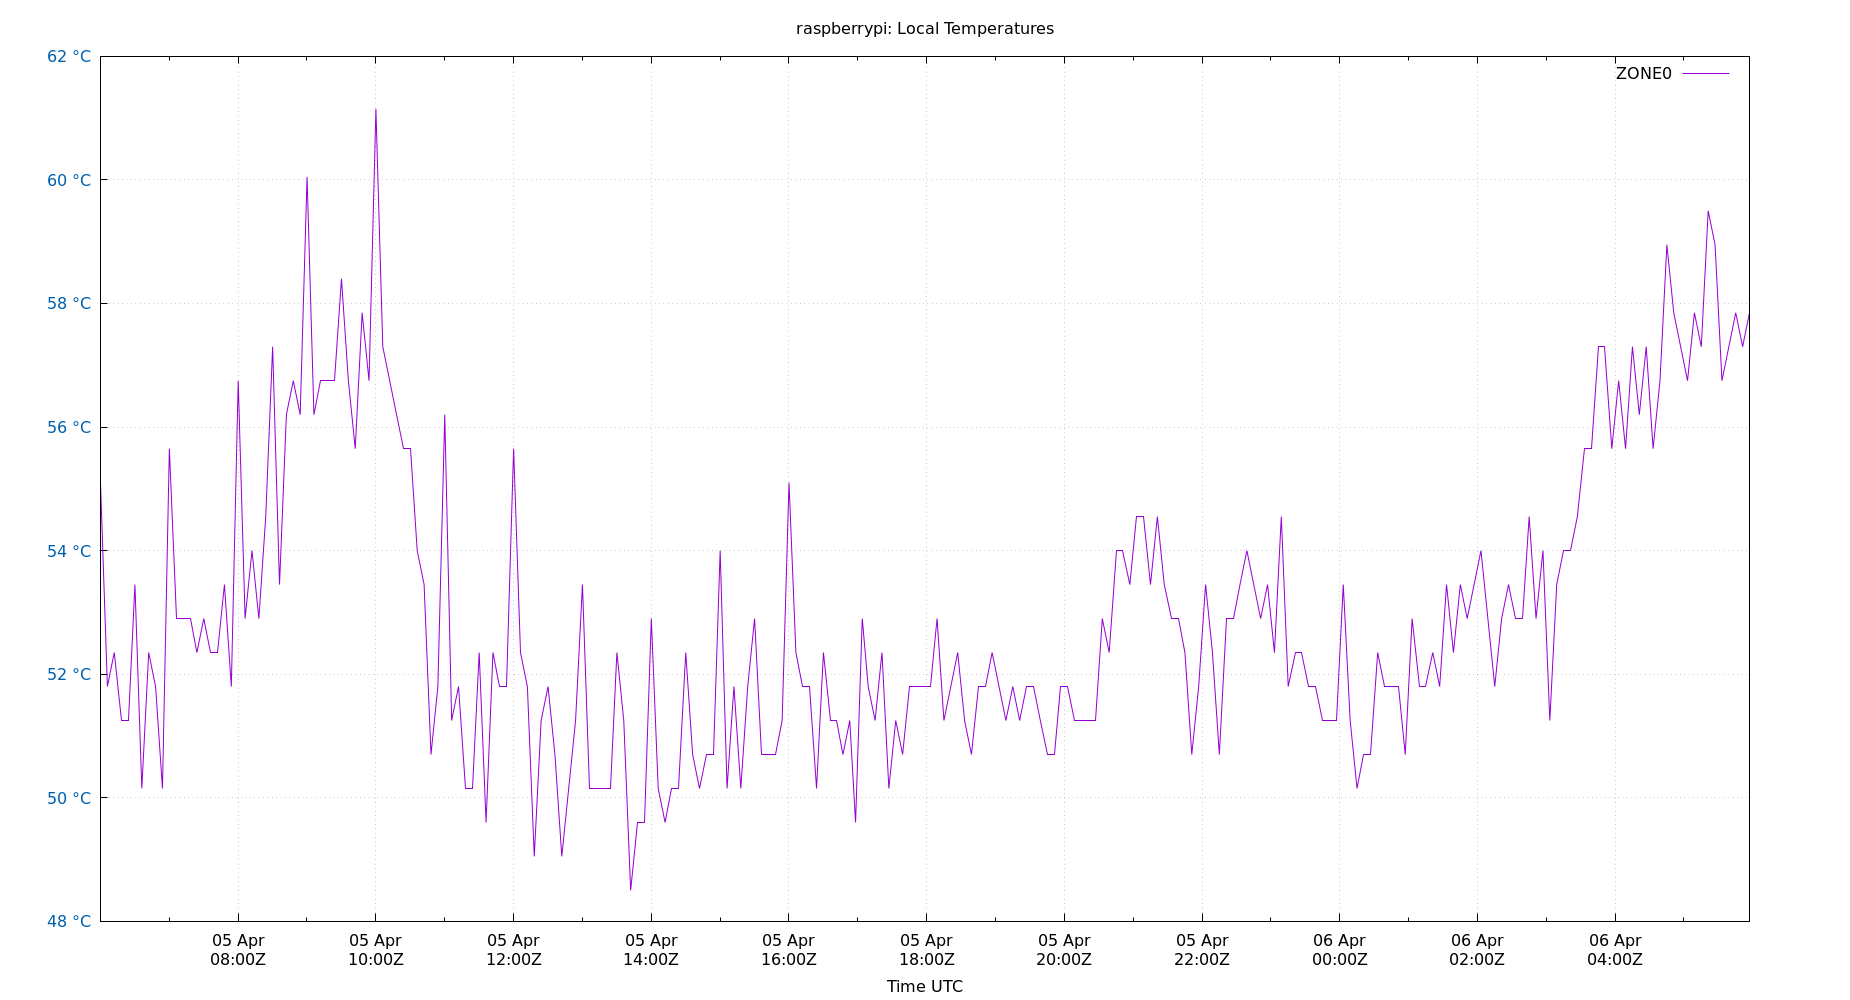 raspberrypi: Local Temperatures
62 °C
ZONE0
60 °C
58 °C
56 °C
54 °C
52 °C
50 °C
48 °C
05 Apr 05 Apr 05 Apr 05 Apr 05 Apr 05 Apr 05 Apr 05 Apr 06 Apr 06 Apr 06 Apr
08:00Z 10:00Z 12:00Z 14:00Z 16:00Z 18:00Z 20:00Z 22:00Z 00:00Z 02:00Z 04:00Z
Time UTC